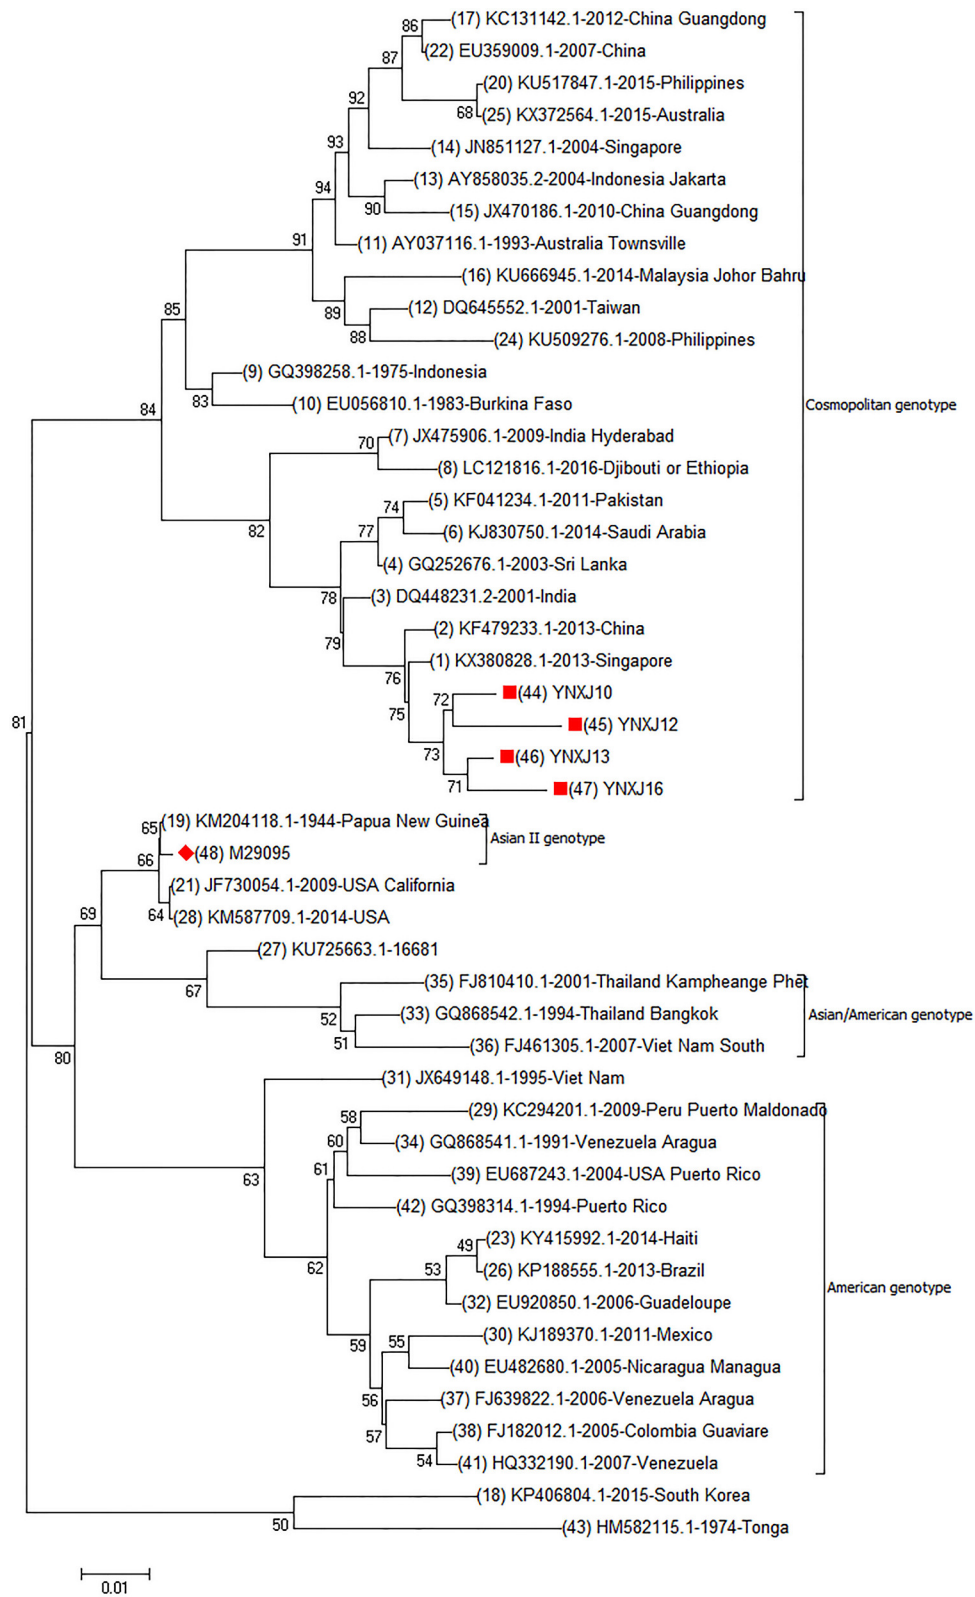 86
(17) KC131142.1-2012-China Guangdong
87
(22) EU359009.1-2007-China
92
(20) KU517847.1-2015-Philippines
68
(25) KX372564.1-2015-Australia
93
(14) JN851127.1-2004-Singapore
94
(13) AY858035.2-2004-Indonesia Jakarta
90
(15) JX470186.1-2010-China Guangdong
91
(11) AY037116.1-1993-Australia Townsville
(16) KU666945.1-2014-Malaysia Johor Bahru
89
(12) DQ645552.1-2001-Taiwan
85
88
(24) KU509276.1-2008-Philippines
(9) GQ398258.1-1975-Indonesia
83
(10) EU056810.1-1983-Burkina Faso
Cosmopolitan genotype
84
70
(7) JX475906.1-2009-India Hyderabad
(8) LC121816.1-2016-Djibouti or Ethiopia
74
(5) KF041234.1-2011-Pakistan
82
77
(6) KJ830750.1-2014-Saudi Arabia
(4) GQ252676.1-2003-Sri Lanka
78
(3) DQ448231.2-2001-India
79
(2) KF479233.1-2013-China
76
(1) KX380828.1-2013-Singapore
75
72
(44) YNXJ10
81
(45) YNXJ12
73
(46) YNXJ13
71
(47) YNXJ16
65
(19) KM204118.1-1944-Papua New Guinea
Asian II genotype
66
(48) M29095
(21) JF730054.1-2009-USA California
69
64
(28) KM587709.1-2014-USA
(27) KU725663.1-16681
67
(35) FJ810410.1-2001-Thailand Kampheange Phet
52
(33) GQ868542.1-1994-Thailand Bangkok
Asian/American genotype
51
(36) FJ461305.1-2007-Viet Nam South
80
(31) JX649148.1-1995-Viet Nam
58
(29) KC294201.1-2009-Peru Puerto Maldonado
60
(34) GQ868541.1-1991-Venezuela Aragua
61
(39) EU687243.1-2004-USA Puerto Rico
63
(42) GQ398314.1-1994-Puerto Rico
49
(23) KY415992.1-2014-Haiti
62
53
(26) KP188555.1-2013-Brazil
American genotype
(32) EU920850.1-2006-Guadeloupe
59
55
(30) KJ189370.1-2011-Mexico
(40) EU482680.1-2005-Nicaragua Managua
56
(37) FJ639822.1-2006-Venezuela Aragua
57
(38) FJ182012.1-2005-Colombia Guaviare
54
(41) HQ332190.1-2007-Venezuela
(18) KP406804.1-2015-South Korea
50
(43) HM582115.1-1974-Tonga
0.01